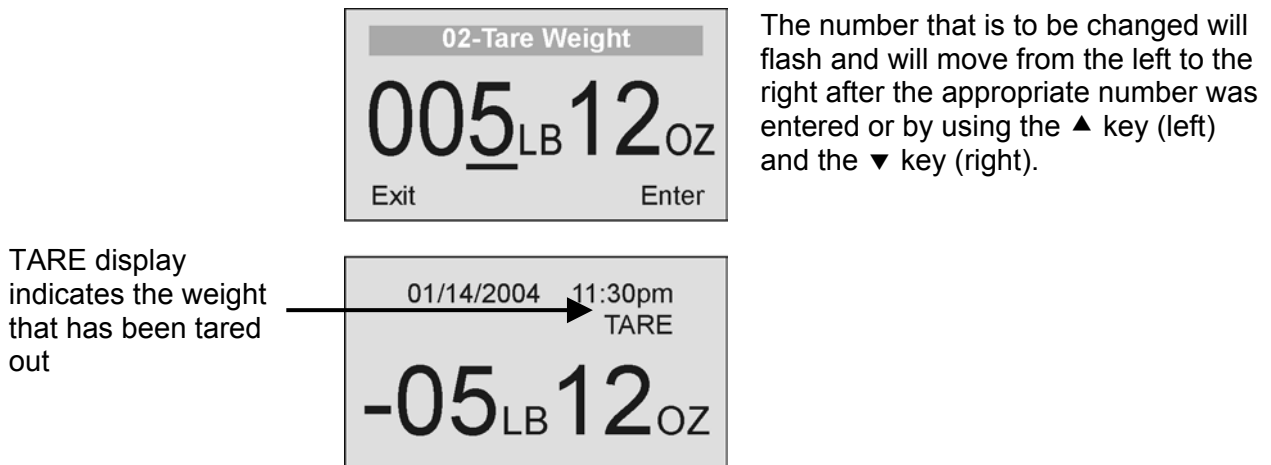 02-Tare Weight
005LB12OZ
Exit Enter
The number that is to be changed will
flash and will move from the left to the
right after the appropriate number was
entered or by using the ▲ key (left)
and the ▼ key (right).
TARE display
indicates the weight
that has been tared
out
01/14/2004 11:30pm
TARE
-05LB12OZ